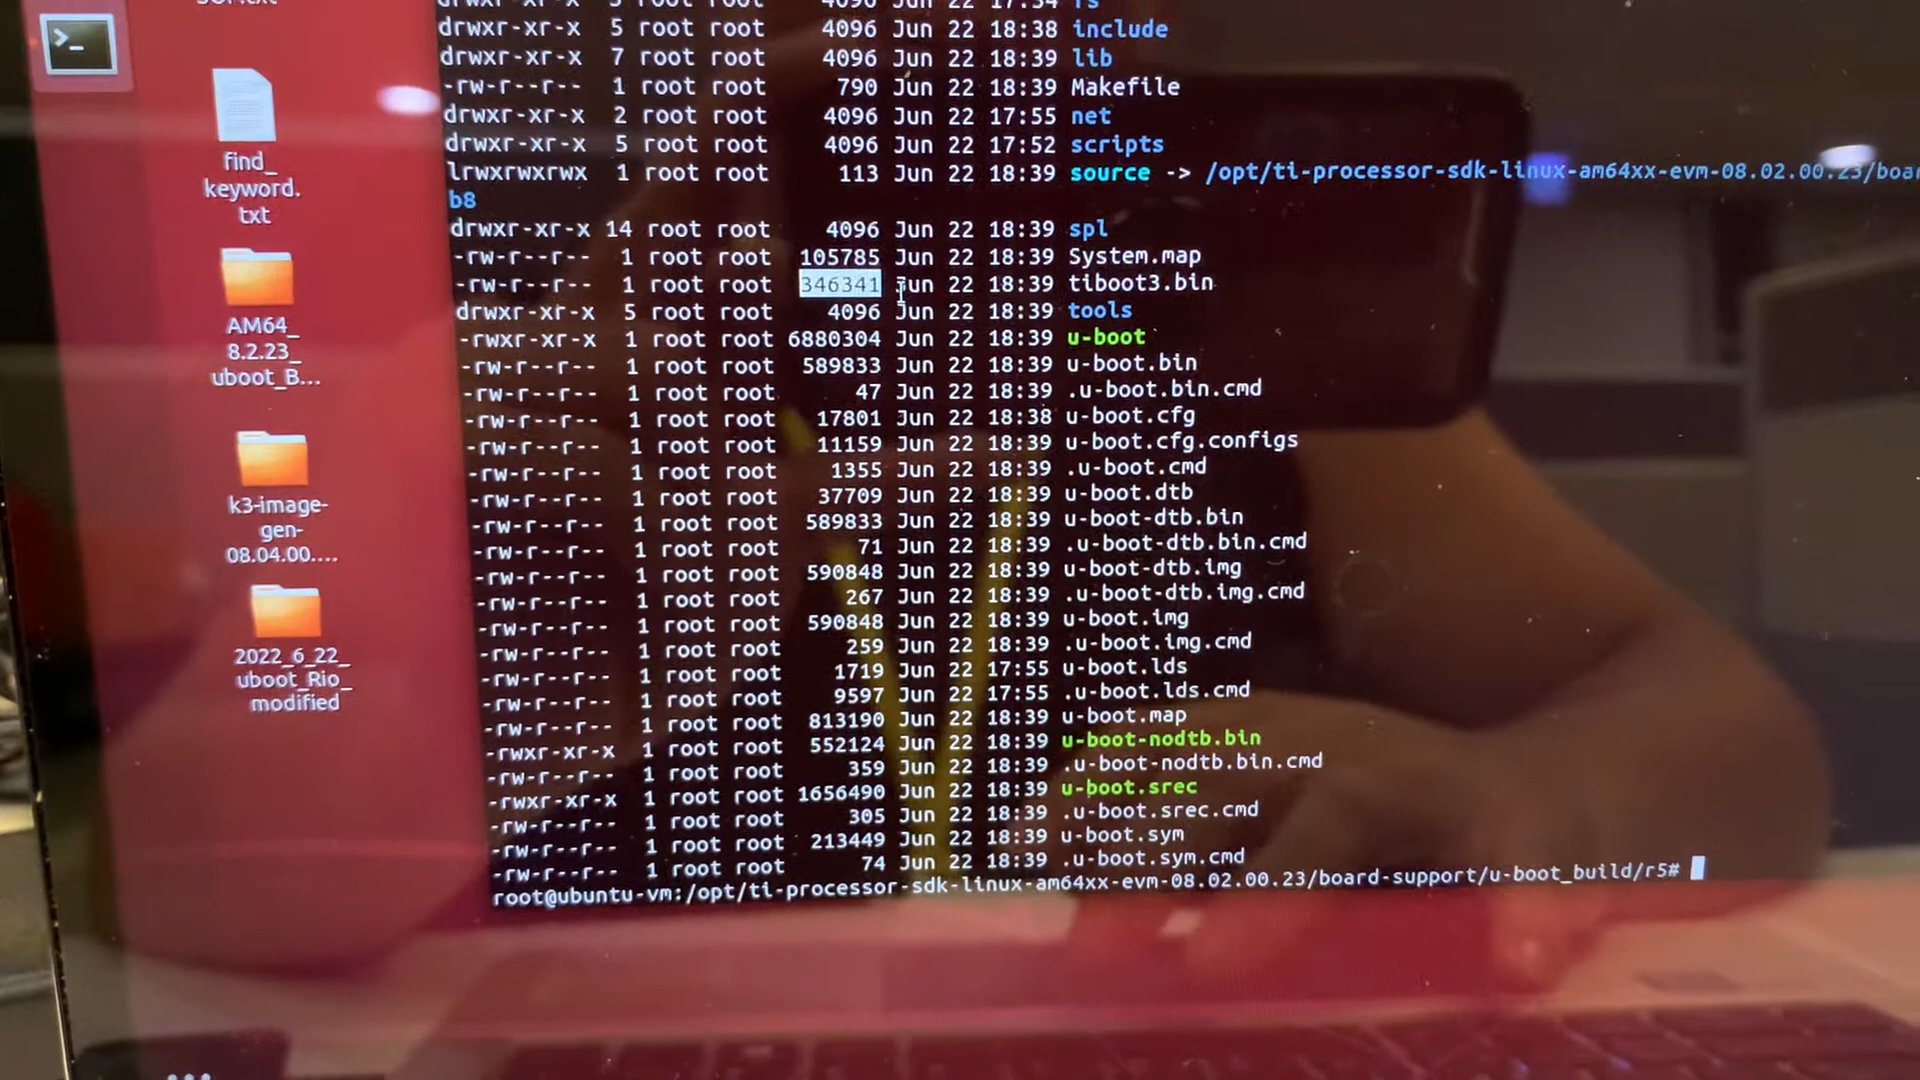 drwxr-xr-x 5 root root 4096 Jun 22 18:38 include
drwxr-xr-x 7 root root 4096 Jun 22 18:39 lib
-rw-r--r-- 1 root root 790 Jun 22 18:39 Makefile
drwxr-xr-x 2 root root 4096 Jun 22 17:55 net
drwxr-xr-x 5 root root 4096 Jun 22 17:52 scripts
lrwxrwxrwx 1 root root 113 Jun 22 18:39 source -> /opt/ti-processor-sdk-linux-am64xx-evm-08.02.00.23/boar
b8
drwxr-xr-x 14 root root 4096 Jun 22 18:39 spl
-rw-r--r-- 1 root root 105785 Jun 22 18:39 System.map
-rw-r--r-- 1 root root 346341 Jun 22 18:39 tiboot3.bin
drwxr-xr-x 5 root root 4096 Jun 22 18:39 tools
-rwxr-xr-x 1 root root 6880304 Jun 22 18:39 u-boot
-rw-r--r-- 1 root root 589833 Jun 22 18:39 u-boot.bin
-rw-r--r-- 1 root root 47 Jun 22 18:39 .u-boot.bin.cmd
-rw-r--r-- 1 root root 17801 Jun 22 18:38 u-boot.cfg
-rw-r--r-- 1 root root 11159 Jun 22 18:39 u-boot.cfg.configs
-rw-r--r-- 1 root root 1355 Jun 22 18:39 .u-boot.cmd
-rw-r--r-- 1 root root 37709 Jun 22 18:39 u-boot.dtb
-rw-r--r-- 1 root root 589833 Jun 22 18:39 u-boot-dtb.bin
-rw-r--r-- 1 root root 71 Jun 22 18:39 .u-boot-dtb.bin.cmd
-rw-r--r-- 1 root root 590848 Jun 22 18:39 u-boot-dtb.img
-rw-r--r-- 1 root root 267 Jun 22 18:39 .u-boot-dtb.img.cmd
-rw-r--r-- 1 root root 590848 Jun 22 18:39 u-boot.img
-rw-r--r-- 1 root root 259 Jun 22 18:39 .u-boot.img.cmd
-rw-r--r-- 1 root root 1719 Jun 22 17:55 u-boot.lds
-rw-r--r-- 1 root root 9597 Jun 22 17:55 .u-boot.lds.cmd
-rw-r--r-- 1 root root 813190 Jun 22 18:39 u-boot.map
-rwxr-xr-x 1 root root 552124 Jun 22 18:39 u-boot-nodtb.bin
-rw-r--r-- 1 root root 359 Jun 22 18:39 .u-boot-nodtb.bin.cmd
-rwxr-xr-x 1 root root 1656490 Jun 22 18:39 u-boot.srec
-rw-r--r-- 1 root root 305 Jun 22 18:39 .u-boot.srec.cmd
-rw-r--r-- 1 root root 213449 Jun 22 18:39 u-boot.sym
-rw-r--r-- 1 root root 74 Jun 22 18:39 .u-boot.sym.cmd
root@ubuntu-vm:/opt/ti-processor-sdk-linux-am64xx-evm-08.02.00.23/board-support/u-boot_build/r5#
find_
keyword.
txt
AM64_
8.2.23_
uboot_B...
k3-image-
gen-
08.04.00....
2022_6_22_
uboot_Rio_
modified